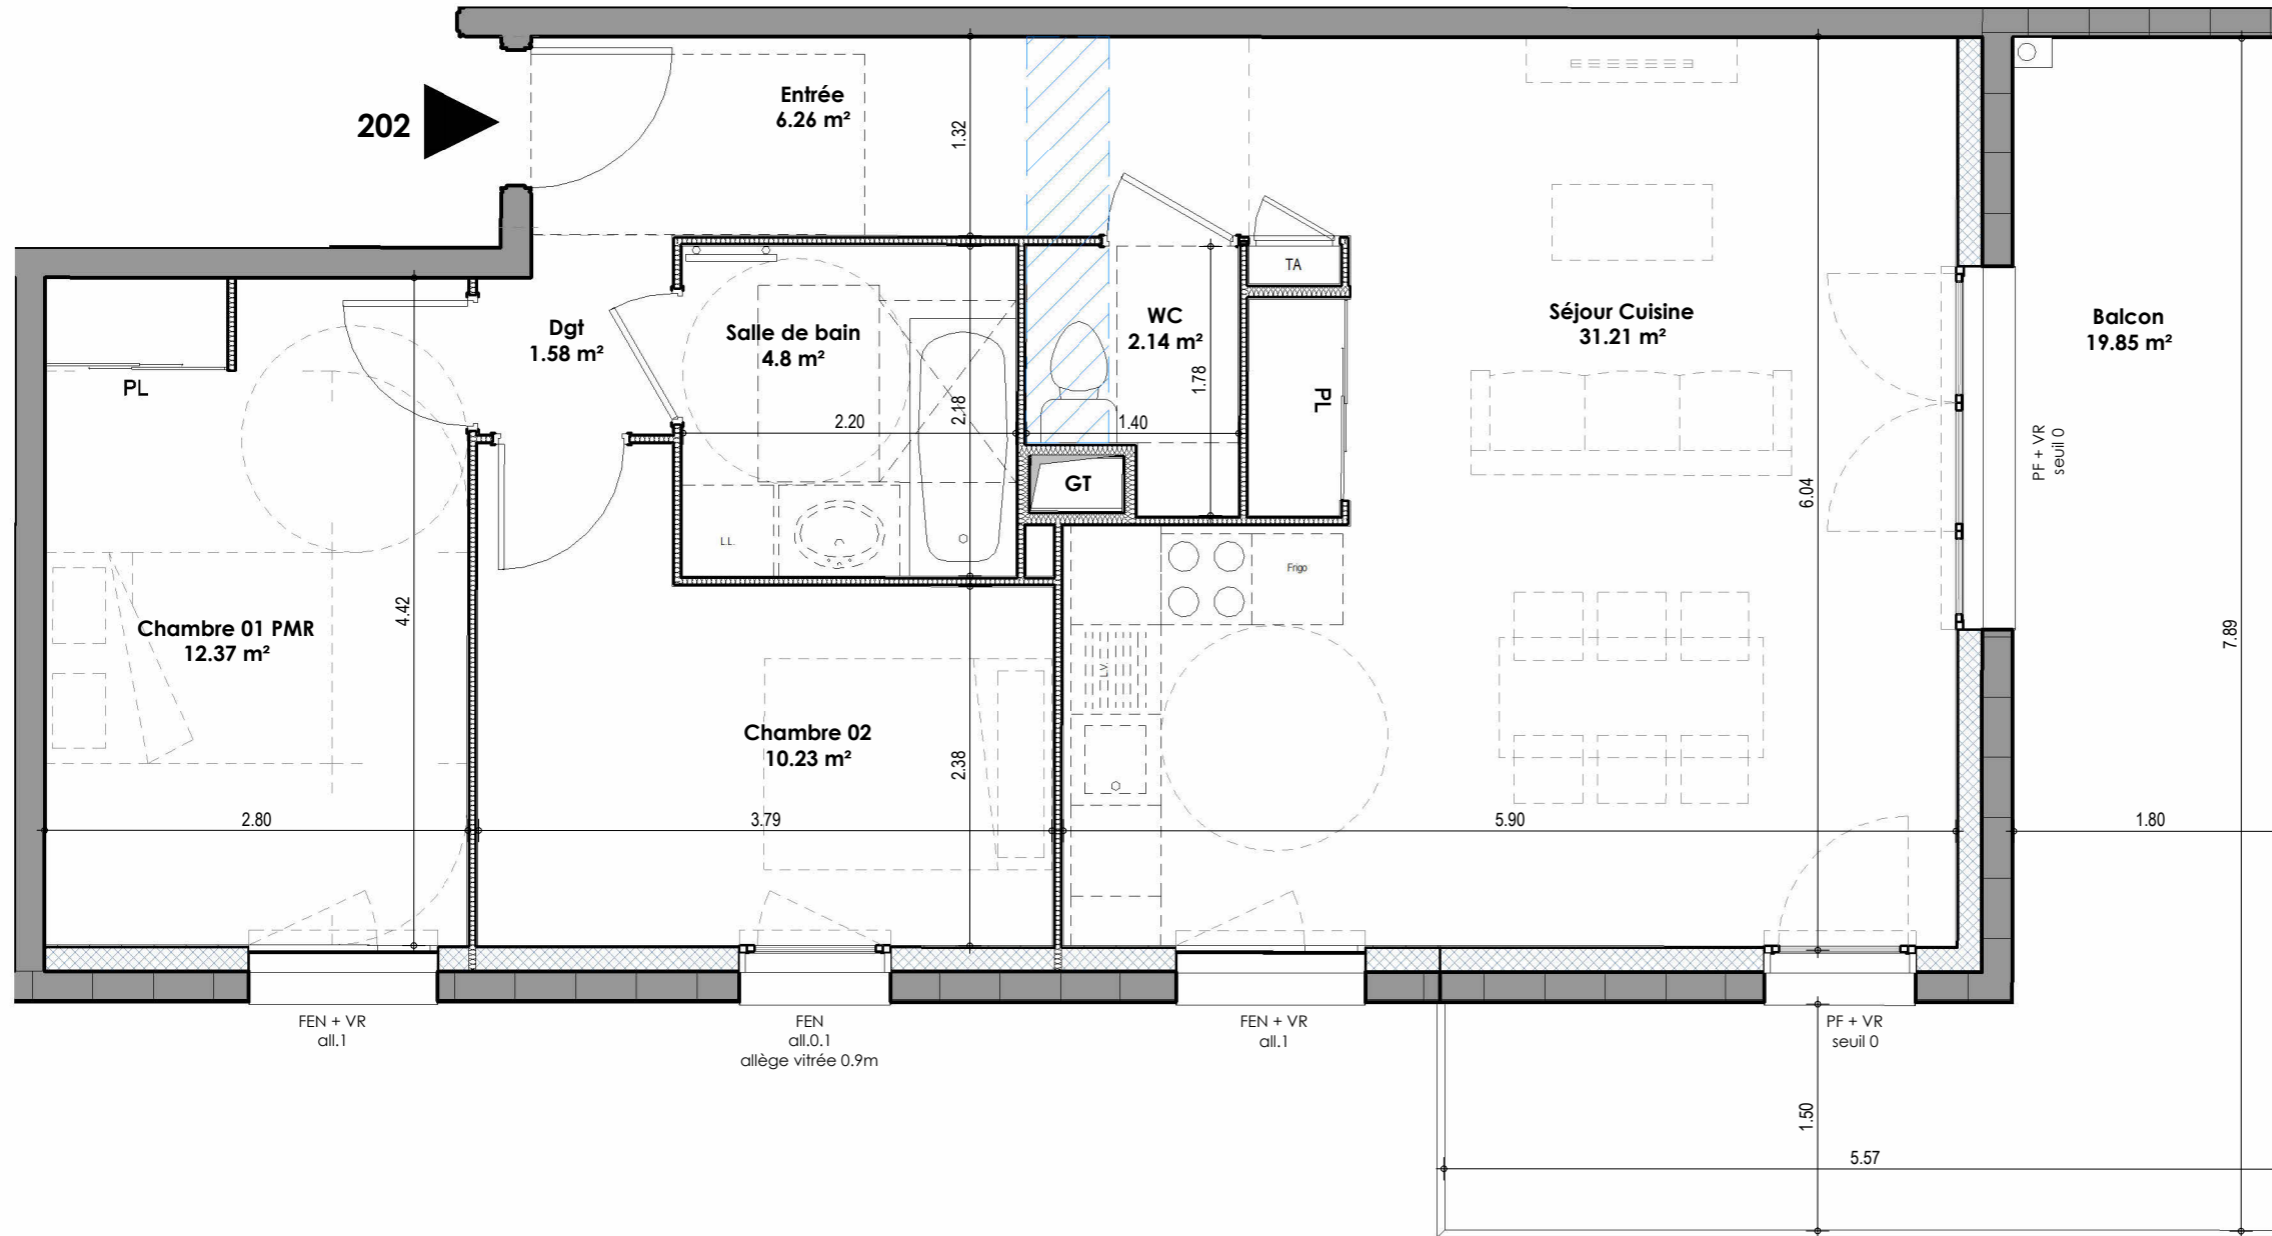 202
Entrée
6.26 m²
1.32
TA
Dgt
1.58 m²
Salle de bain
4.8 m²
WC
2.14 m²
Séjour Cuisine
31.21 m²
Balcon
19.85 m²
PL
PL
1.78
2.18
2.20
1.40
GT
PF + VR
seuil 0
6.04
LL.
Frigo
4.42
Chambre 01 PMR
12.37 m²
L.V.
7.89
Chambre 02
10.23 m²
2.38
2.80
3.79
5.90
1.80
FEN + VR
all.1
FEN
all.0.1
allège vitrée 0.9m
FEN + VR
all.1
PF + VR
seuil 0
1.50
5.57